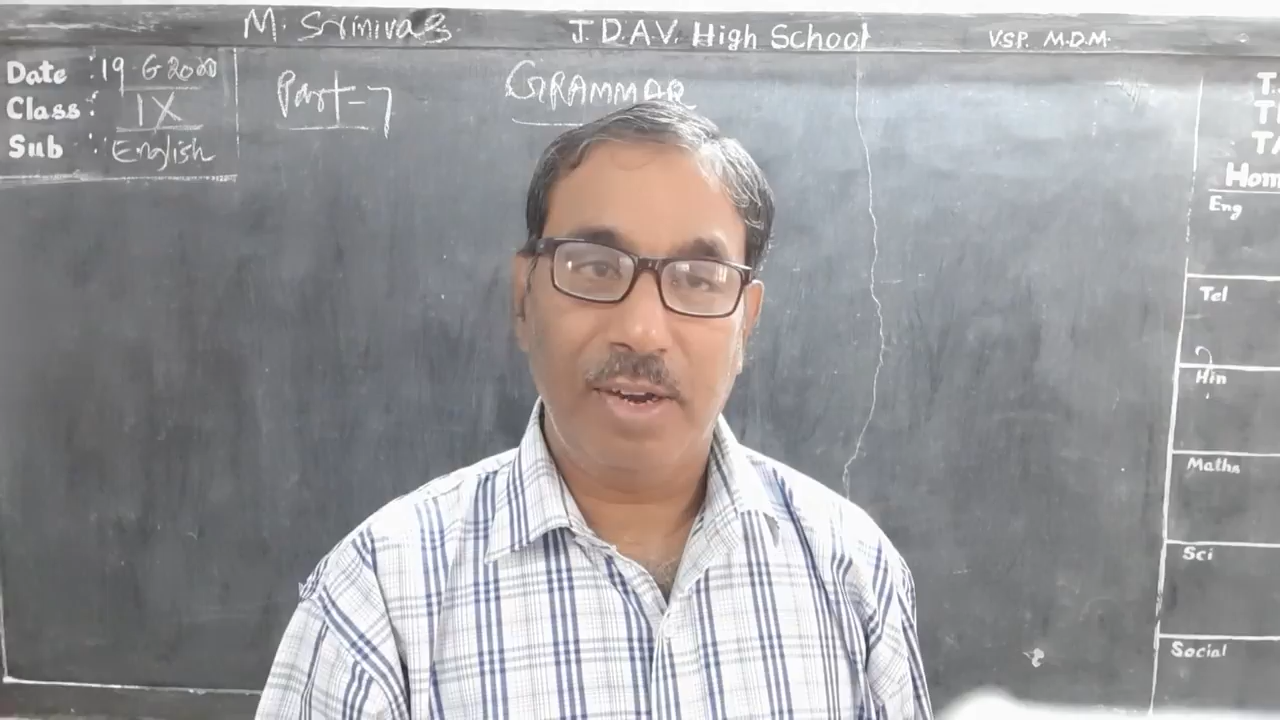 M. Srinivas J.D.A.V. High School V.S.P. M.D.M.
Date : 19-6-2020
Class : IX
Sub : English
Part-7
GRAMMAR
T.
TA
Hom
Eng
Tel
Hin
Maths
Sci
Social